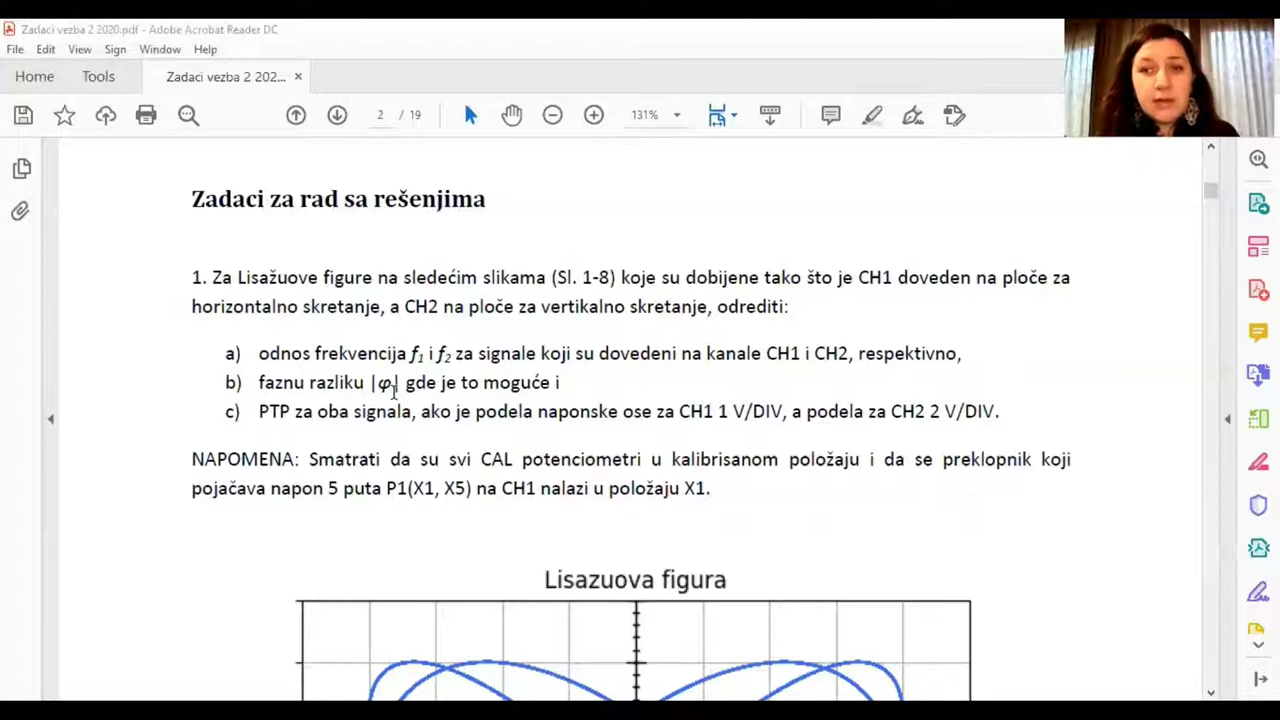 Zadaci vezba 2 2020.pdf - Adobe Acrobat Reader DC
File Edit View Sign Window Help
Home Tools Zadaci vezba 2 202... ×
2 / 19 131%
Zadaci za rad sa rešenjima
1. Za Lisažuove figure na sledećim slikama (Sl. 1-8) koje su dobijene tako što je CH1 doveden na ploče za
horizontalno skretanje, a CH2 na ploče za vertikalno skretanje, odrediti:
a) odnos frekvencija f₁ i f₂ za signale koji su dovedeni na kanale CH1 i CH2, respektivno,
b) faznu razliku |φ| gde je to moguće i
c) PTP za oba signala, ako je podela naponske ose za CH1 1 V/DIV, a podela za CH2 2 V/DIV.
NAPOMENA: Smatrati da su svi CAL potenciometri u kalibrisanom položaju i da se preklopnik koji
pojačava napon 5 puta P1(X1, X5) na CH1 nalazi u položaju X1.
Lisazuova figura